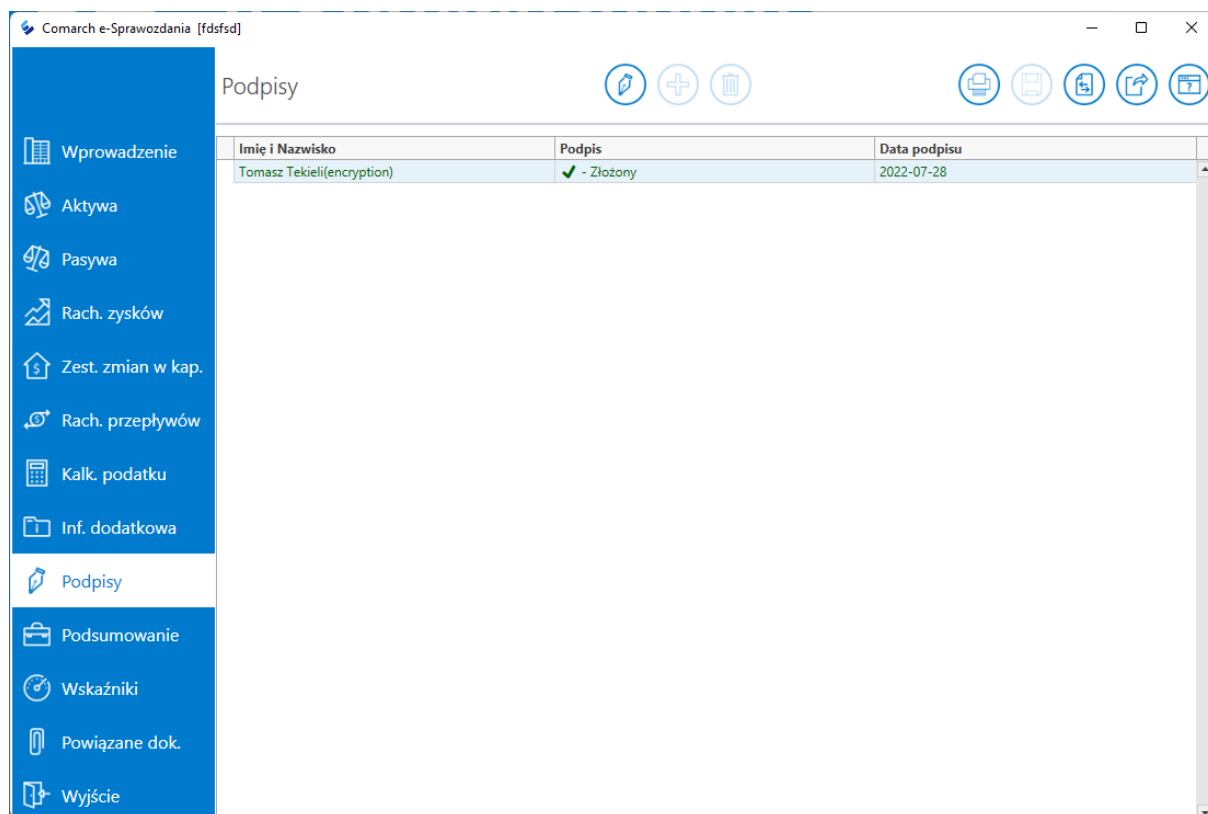 Comarch e-Sprawozdania [fdsfsd]
Podpisy
Wprowadzenie
Aktywa
Pasywa
Rach. zysków
Zest. zmian w kap.
Rach. przepływów
Kalk. podatku
Inf. dodatkowa
Podpisy
Podsumowanie
Wskaźniki
Powiązane dok.
Wyjście
Imię i Nazwisko Podpis Data podpisu
Tomasz Tekieli(encryption) ✔ - Złożony 2022-07-28